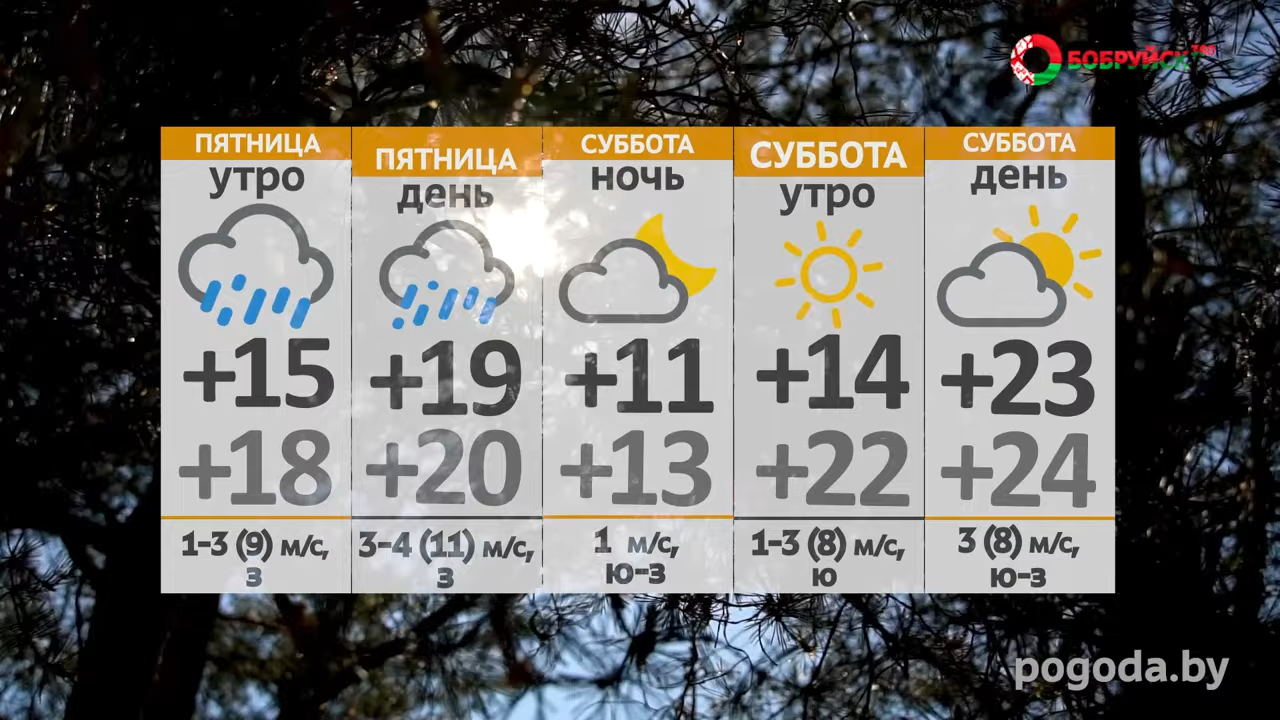 БОБРУЙСК 360
ПЯТНИЦА
утро
+15
+18
1-3 (9) м/с,
з
ПЯТНИЦА
день
+19
+20
3-4 (11) м/с,
з
СУББОТА
ночь
+11
+13
1 м/с,
ю-з
СУББОТА
утро
+14
+22
1-3 (8) м/с,
ю
СУББОТА
день
+23
+24
3 (8) м/с,
ю-з
pogoda.by